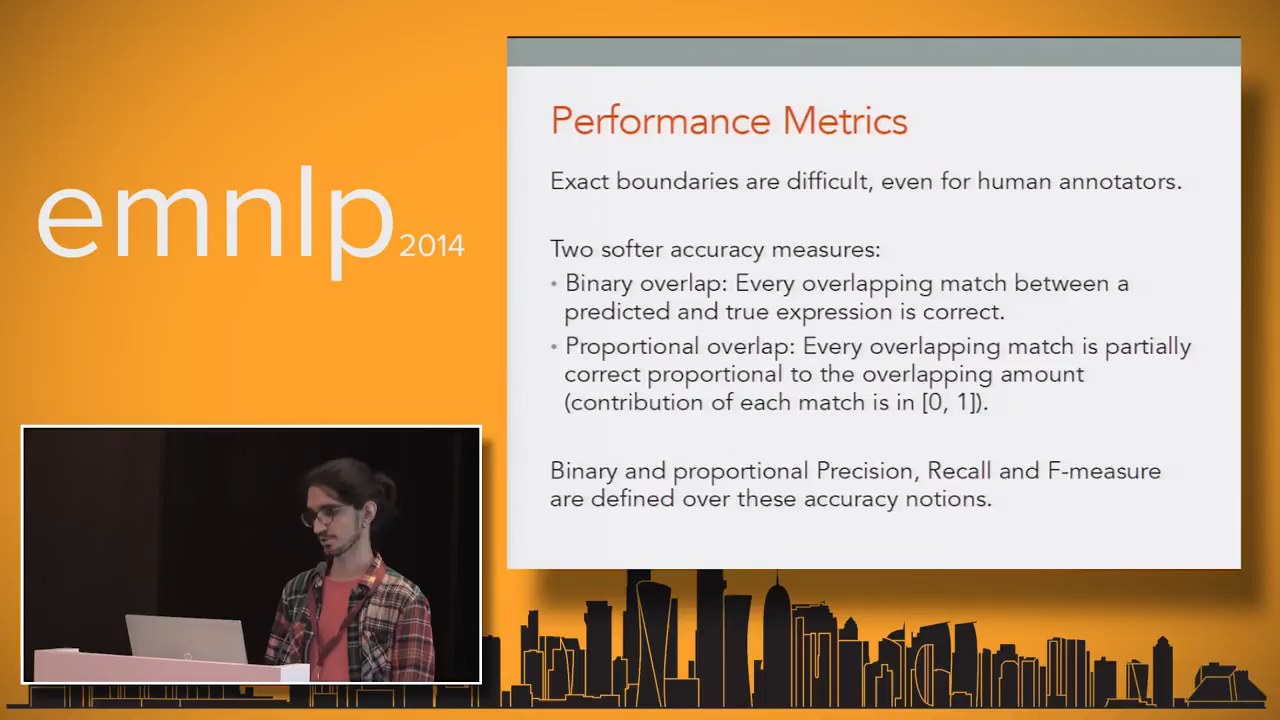 emnlp 2014
Performance Metrics
Exact boundaries are difficult, even for human annotators.
Two softer accuracy measures:
• Binary overlap: Every overlapping match between a
predicted and true expression is correct.
• Proportional overlap: Every overlapping match is partially
correct proportional to the overlapping amount
(contribution of each match is in [0, 1]).
Binary and proportional Precision, Recall and F-measure
are defined over these accuracy notions.